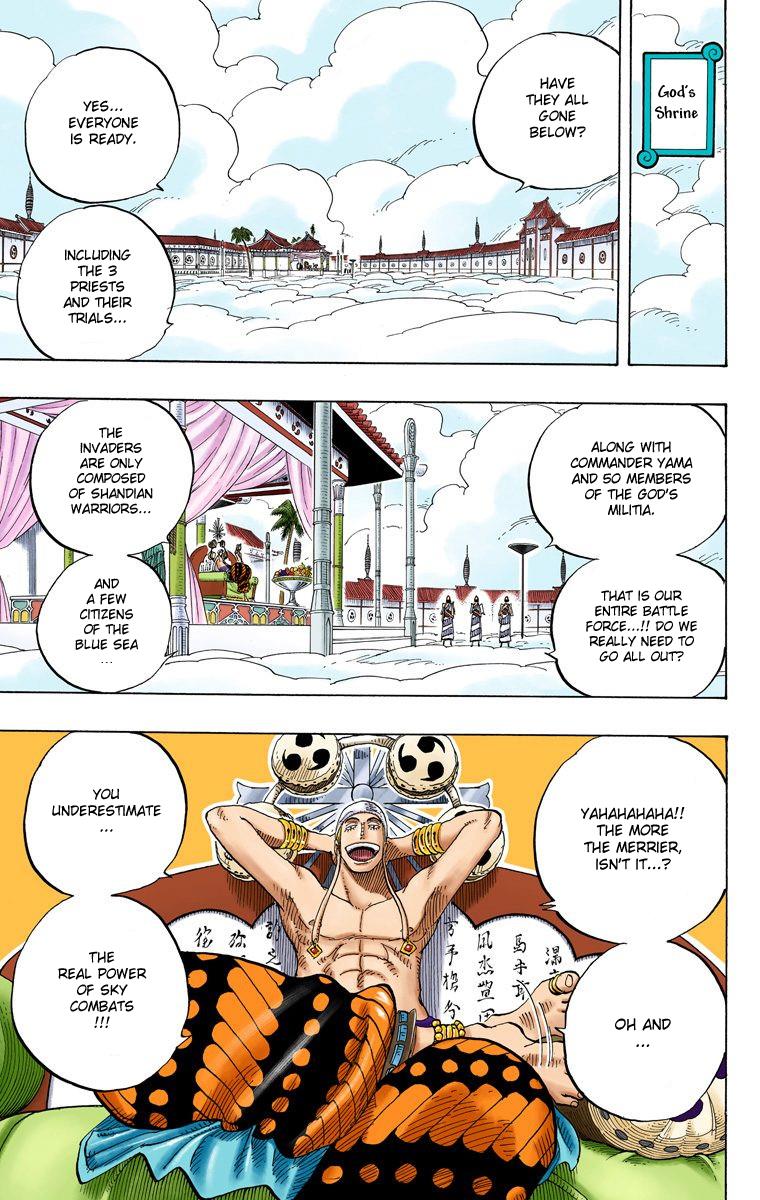 God's
Shrine
HAVE
THEY ALL
GONE
BELOW?
YES...
EVERYONE
IS READY.
INCLUDING
THE 3
PRIESTS
AND THEIR
TRIALS...
ALONG WITH
COMMANDER YAMA
AND 50 MEMBERS
OF THE GOD'S
MILITIA.
THAT IS OUR
ENTIRE BATTLE
FORCE...!! DO WE
REALLY NEED TO
GO ALL OUT?
THE
INVADERS
ARE ONLY
COMPOSED
OF SHANDIAN
WARRIORS...
AND
A FEW
CITIZENS
OF THE
BLUE SEA
...
YAHAHAHAHA!!
THE MORE
THE MERRIER,
ISN'T IT...?
OH AND
...
YOU
UNDERESTIMATE
...
THE
REAL POWER
OF SKY
COMBATS
!!!